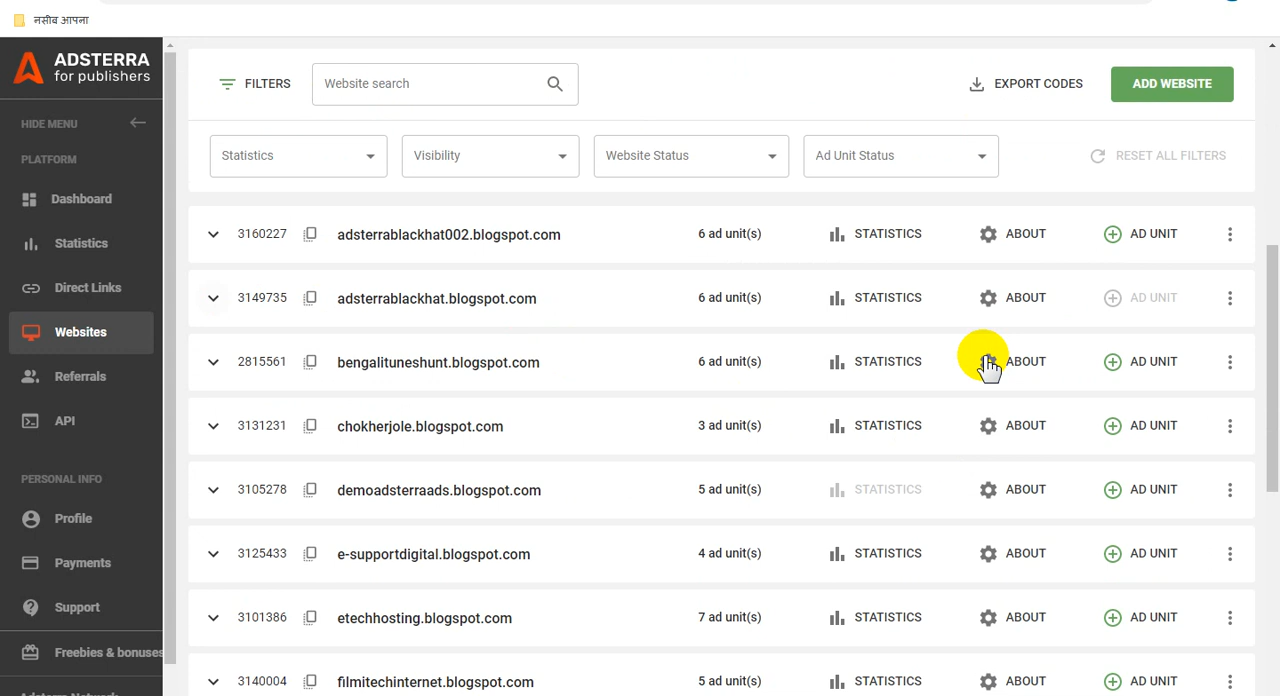 नसीब आपना
ADSTERRA
for publishers
HIDE MENU
PLATFORM
Dashboard
Statistics
Direct Links
Websites
Referrals
API
PERSONAL INFO
Profile
Payments
Support
Freebies & bonuses
FILTERS
Website search
EXPORT CODES
ADD WEBSITE
Statistics
Visibility
Website Status
Ad Unit Status
RESET ALL FILTERS
3160227 adsterrablackhat002.blogspot.com 6 ad unit(s) STATISTICS ABOUT AD UNIT
3149735 adsterrablackhat.blogspot.com 6 ad unit(s) STATISTICS ABOUT AD UNIT
2815561 bengalituneshunt.blogspot.com 6 ad unit(s) STATISTICS ABOUT AD UNIT
3131231 chokherjole.blogspot.com 3 ad unit(s) STATISTICS ABOUT AD UNIT
3105278 demoadsterraads.blogspot.com 5 ad unit(s) STATISTICS ABOUT AD UNIT
3125433 e-supportdigital.blogspot.com 4 ad unit(s) STATISTICS ABOUT AD UNIT
3101386 etechhosting.blogspot.com 7 ad unit(s) STATISTICS ABOUT AD UNIT
3140004 filmitechinternet.blogspot.com 5 ad unit(s) STATISTICS ABOUT AD UNIT